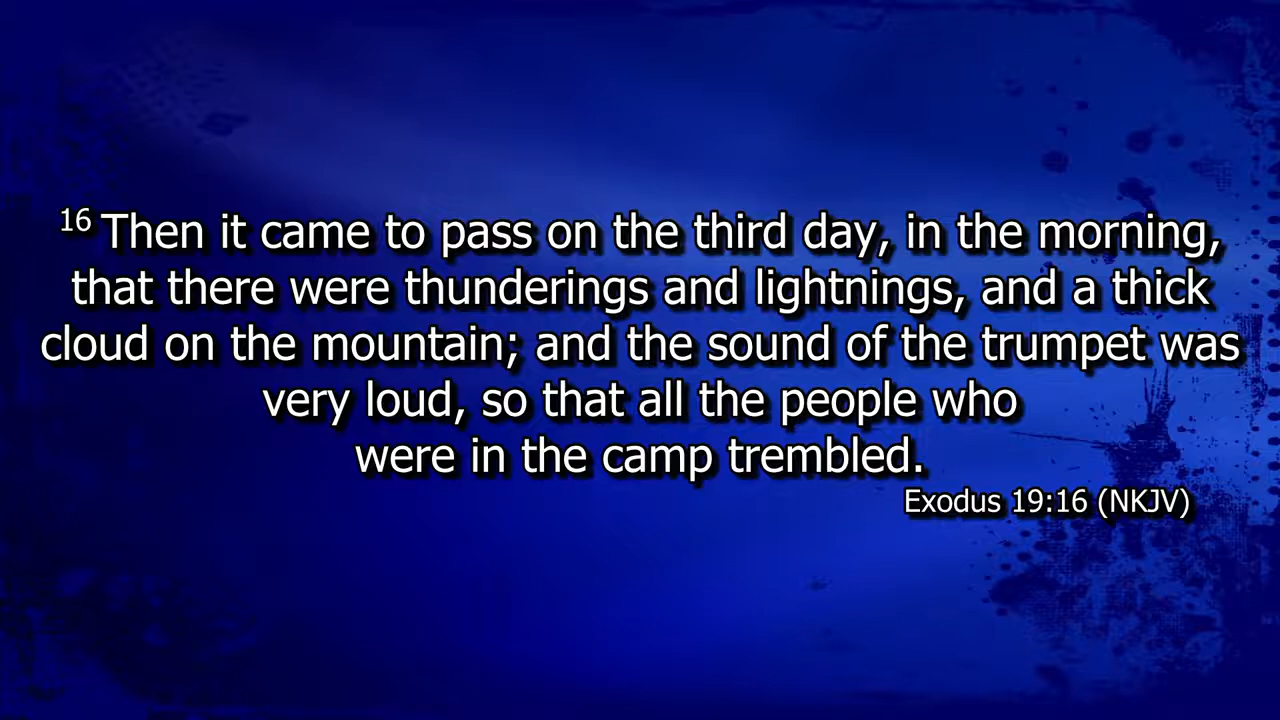 16 Then it came to pass on the third day, in the morning,
that there were thunderings and lightnings, and a thick
cloud on the mountain; and the sound of the trumpet was
very loud, so that all the people who
were in the camp trembled.
Exodus 19:16 (NKJV)